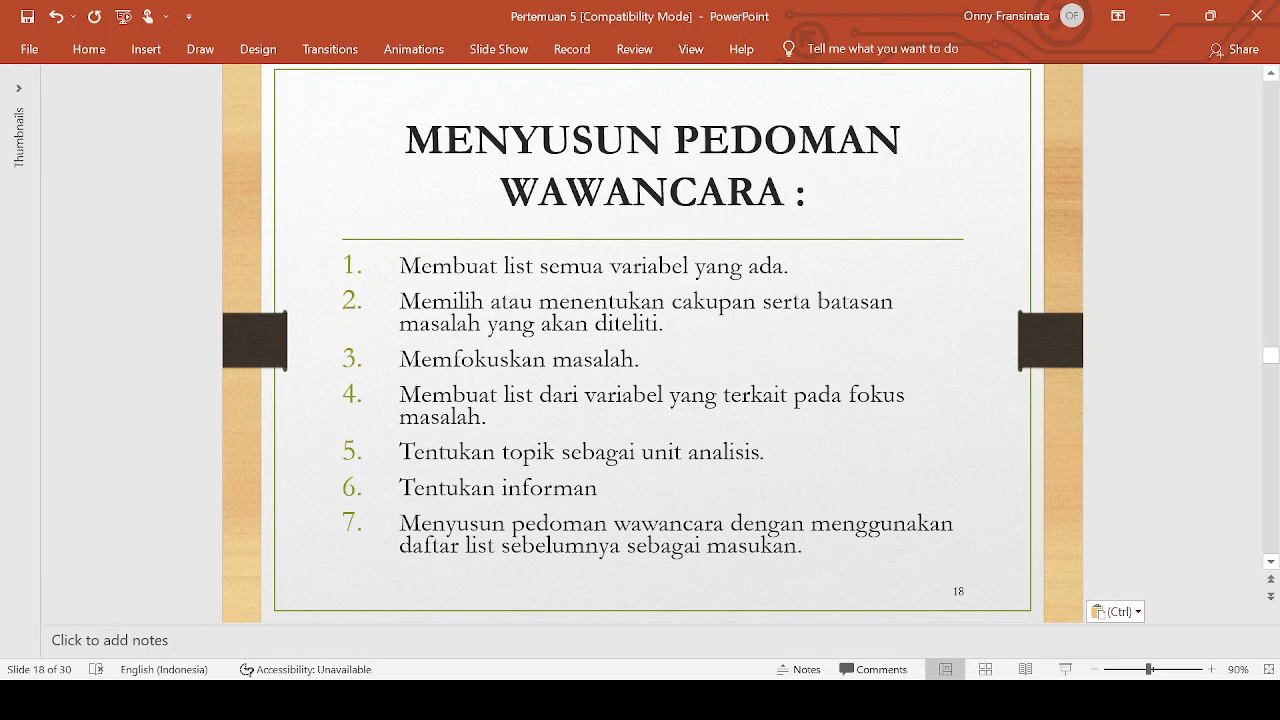 Pertemuan 5 [Compatibility Mode] - PowerPoint
Onny Fransinata
OF
File Home Insert Draw Design Transitions Animations Slide Show Record Review View Help Tell me what you want to do Share
Thumbnails
MENYUSUN PEDOMAN
WAWANCARA :
1. Membuat list semua variabel yang ada.
2. Memilih atau menentukan cakupan serta batasan
masalah yang akan diteliti.
3. Memfokuskan masalah.
4. Membuat list dari variabel yang terkait pada fokus
masalah.
5. Tentukan topik sebagai unit analisis.
6. Tentukan informan
7. Menyusun pedoman wawancara dengan menggunakan
daftar list sebelumnya sebagai masukan.
18
(Ctrl)
Click to add notes
Slide 18 of 30 English (Indonesia) Accessibility: Unavailable Notes Comments 90%